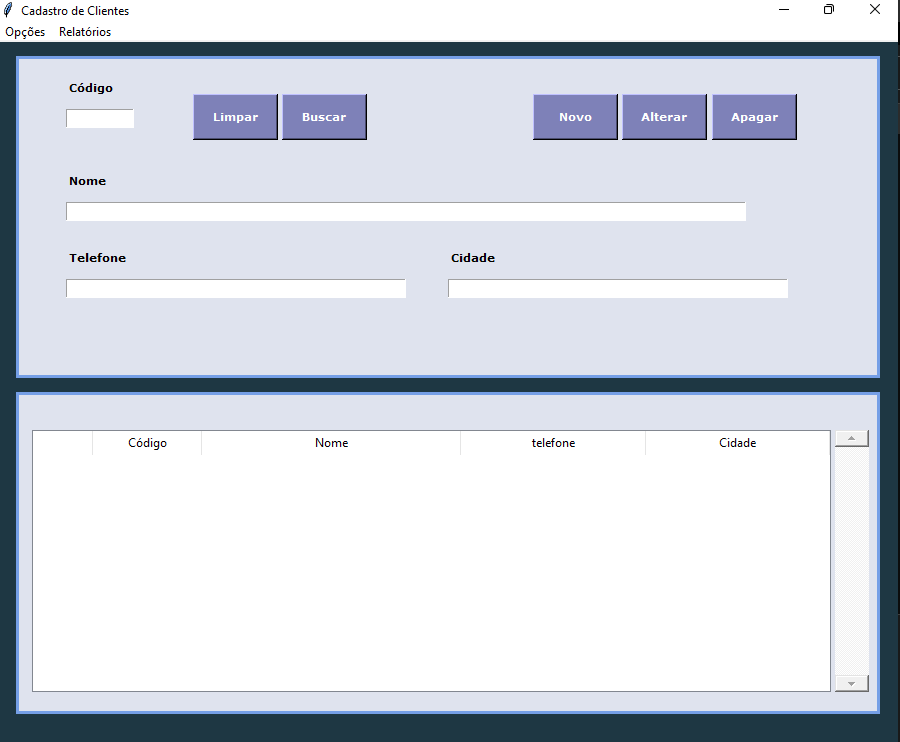 Cadastro de Clientes
Opções Relatórios
Código
Limpar Buscar Novo Alterar Apagar
Nome
Telefone Cidade
Código Nome telefone Cidade